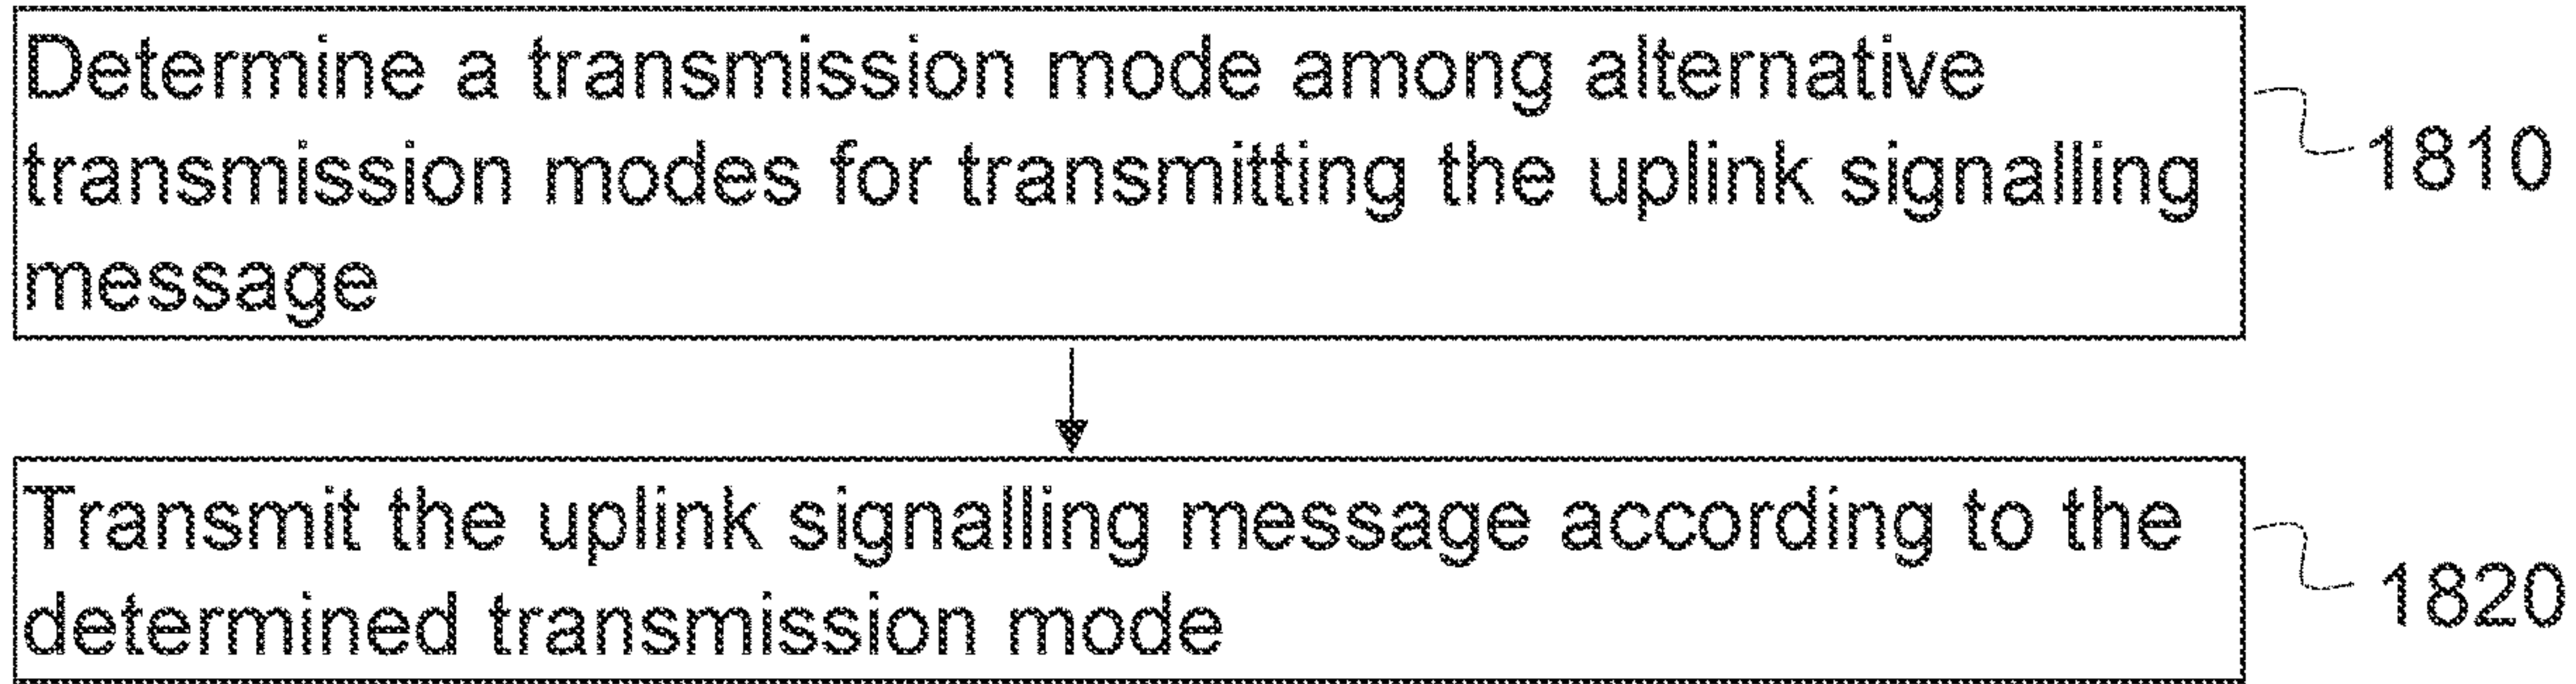 Determine a transmission mode among alternative
transmission modes for transmitting the uplink signalling
message
1810
Transmit the uplink signalling message according to the
determined transmission mode
1820